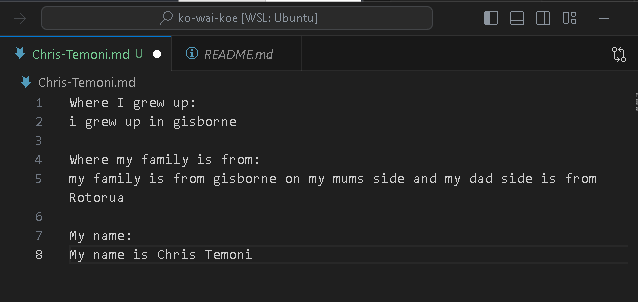 ko-wai-koe [WSL: Ubuntu]
Chris-Temoni.md U
README.md
Chris-Temoni.md
1 Where I grew up:
2 i grew up in gisborne
3
4 Where my family is from:
5 my family is from gisborne on my mums side and my dad side is from
Rotorua
6
7 My name:
8 My name is Chris Temoni